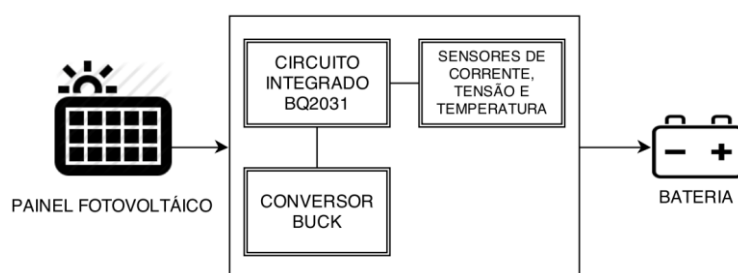 CIRCUITO
INTEGRADO
BQ2031
SENSORES DE
CORRENTE,
TENSÃO E
TEMPERATURA
PAINEL FOTOVOLTÁICO
CONVERSOR
BUCK
BATERIA